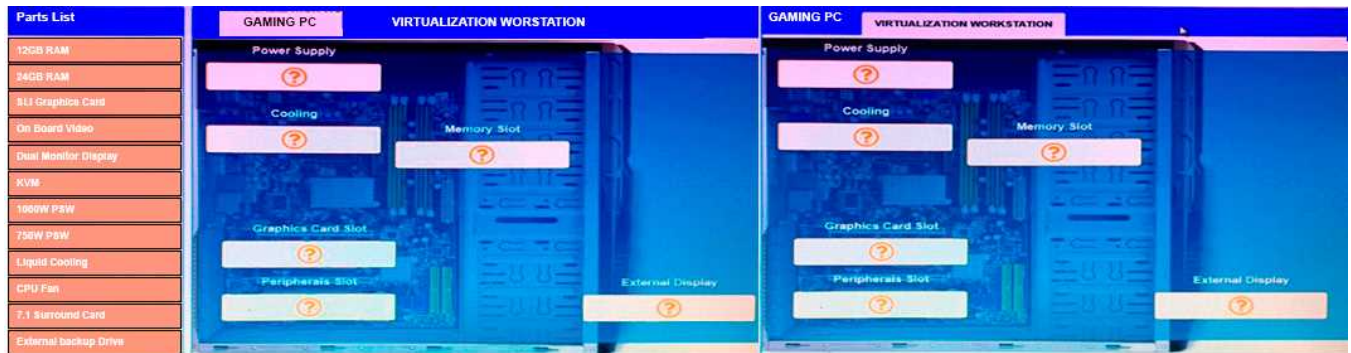 Parts List
12GB RAM
24GB RAM
SLI Graphics Card
On Board Video
Dual Monitor Display
KVM
1000W PSW
750W PSW
Liquid Cooling
CPU Fan
7.1 Surround Card
External backup Drive
GAMING PC
VIRTUALIZATION WORSTATION
Power Supply
?
Cooling
?
Memory Slot
?
Graphics Card Slot
?
Peripherals Slot
?
External Display
?
GAMING PC
VIRTUALIZATION WORKSTATION
Power Supply
?
Cooling
?
Memory Slot
?
Graphics Card Slot
?
Peripherals Slot
?
External Display
?